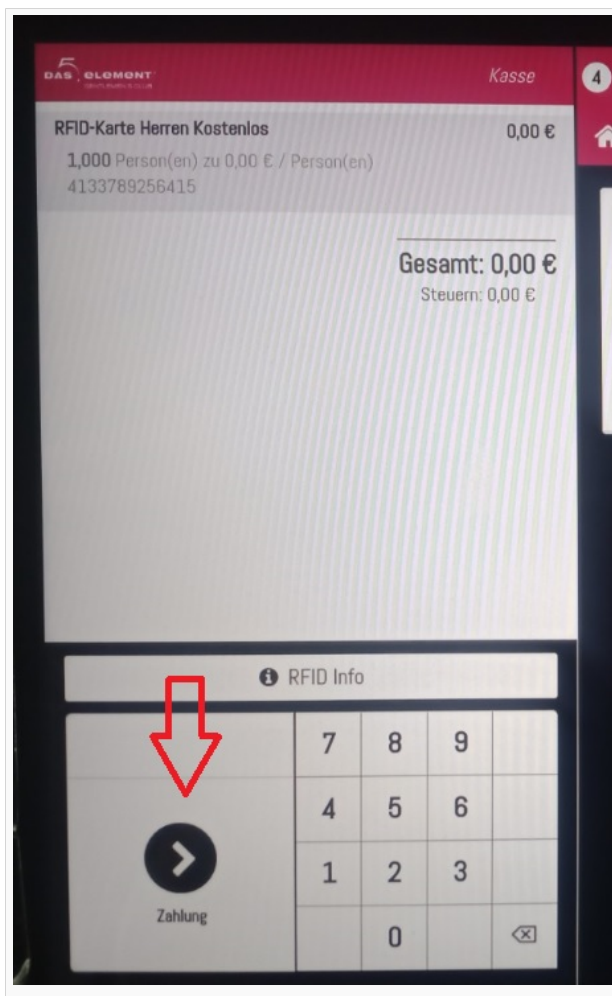 5
DAS ELEMENT
Kasse
4
RFID-Karte Herren Kostenlos 0,00 €
1,000 Person(en) zu 0,00 € / Person(en)
4133789256415
Gesamt: 0,00 €
Steuern: 0,00 €
RFID Info
7 8 9
4 5 6
1 2 3
0
Zahlung